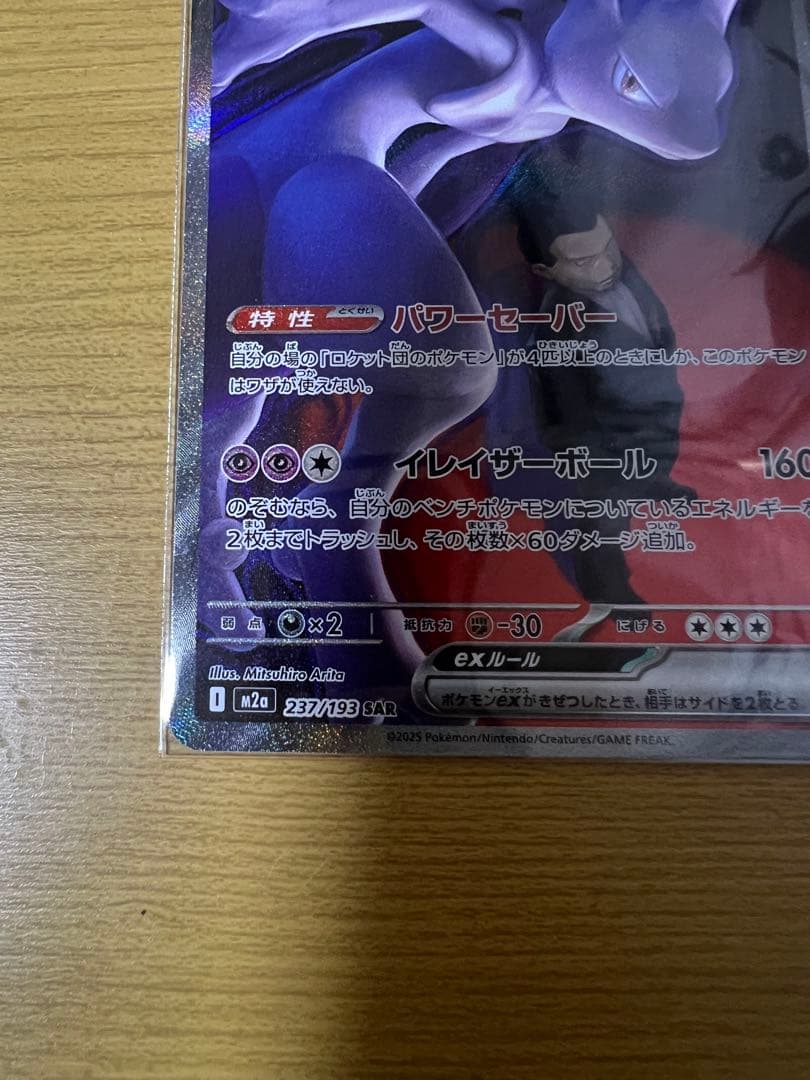 特性 とくせい パワーセーバー
自分の場の「ロケット団のポケモン」が4匹以上のときにしか、このポケモン
はワザが使えない。
イレイザーボール 160
のぞむなら、自分のベンチポケモンについているエネルギーを
2枚までトラッシュし、その枚数×60ダメージ追加。
弱点 ×2 抵抗力 -30 にげる
Illus. Mitsuhiro Arita
exルール
I m2a 237/193 SAR
ポケモンexがきぜつしたとき、相手はサイドを2枚とる。
©2025 Pokémon/Nintendo/Creatures/GAME FREAK.